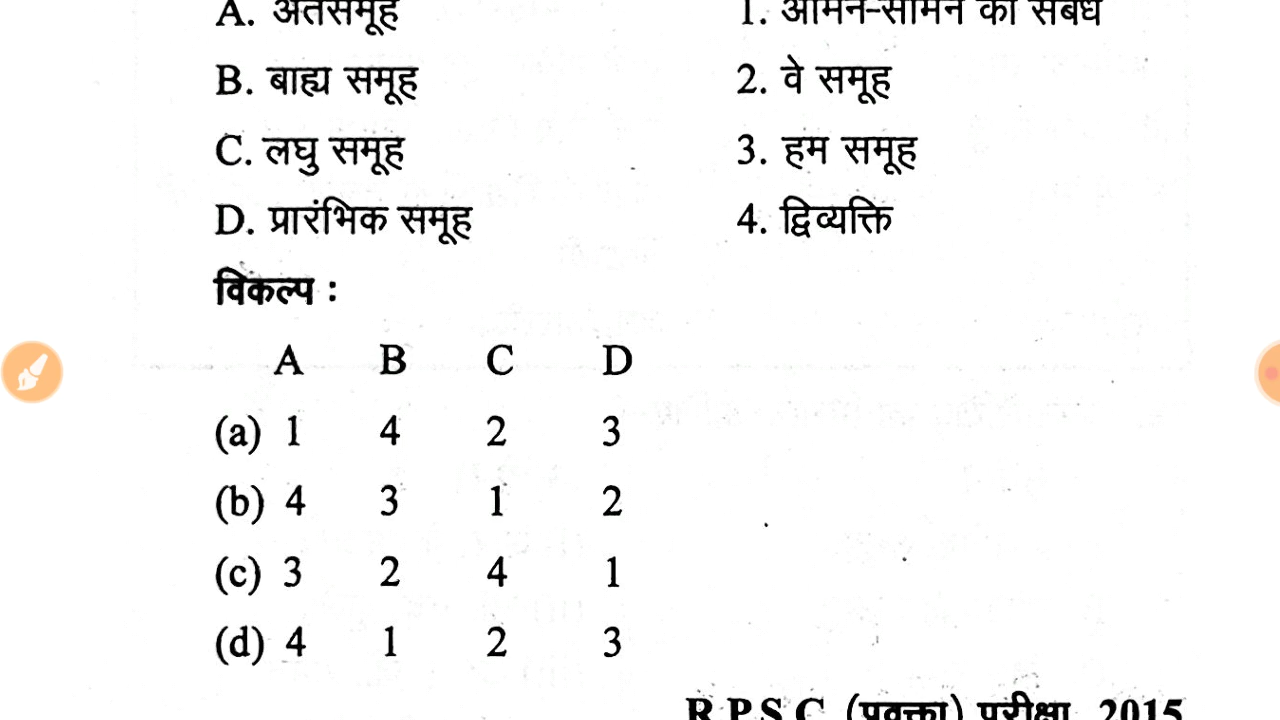 A. अंतसमूह 1. आमने-सामने का संबंध
B. बाह्य समूह 2. वे समूह
C. लघु समूह 3. हम समूह
D. प्रारंभिक समूह 4. द्विव्यक्ति
विकल्प :
A B C D
(a) 1 4 2 3
(b) 4 3 1 2
(c) 3 2 4 1
(d) 4 1 2 3
R.P.S.C. (प्रवक्ता) परीक्षा, 2015